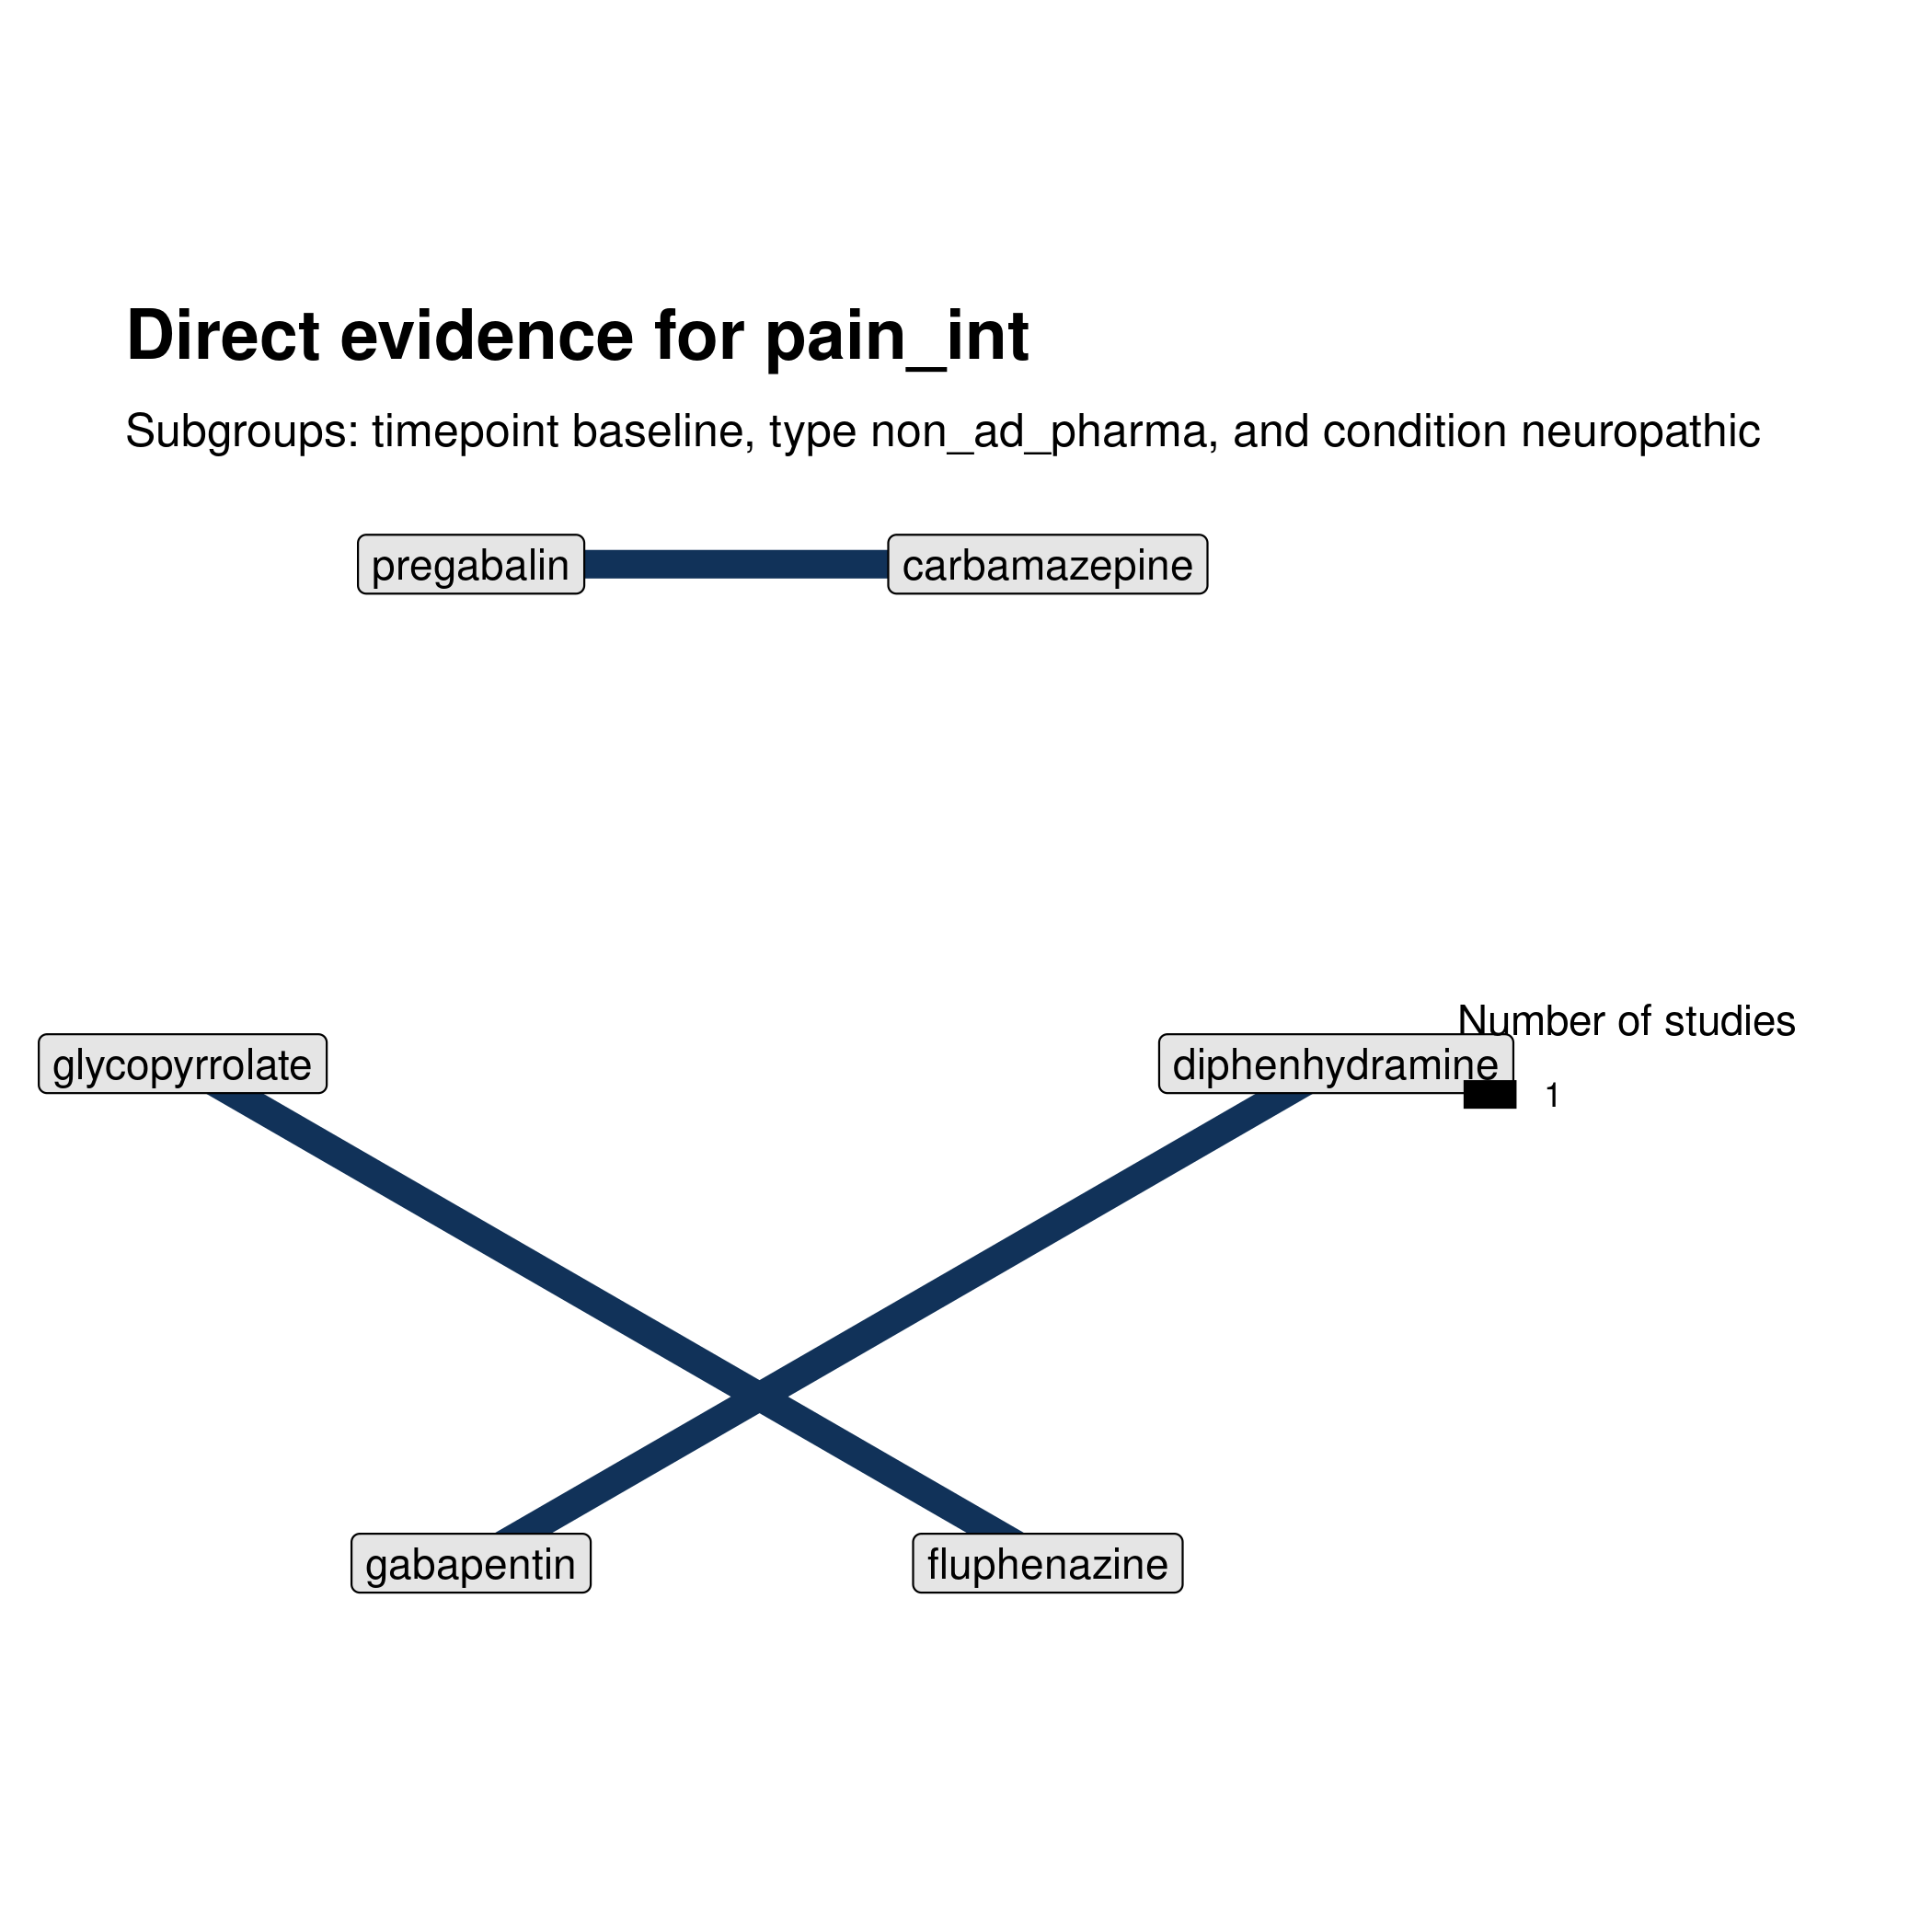 Direct evidence for pain_int
Subgroups: timepoint baseline, type non_ad_pharma, and condition neuropathic
pregabalin
carbamazepine
Number of studies
glycopyrrolate
diphenhydramine
1
gabapentin
fluphenazine